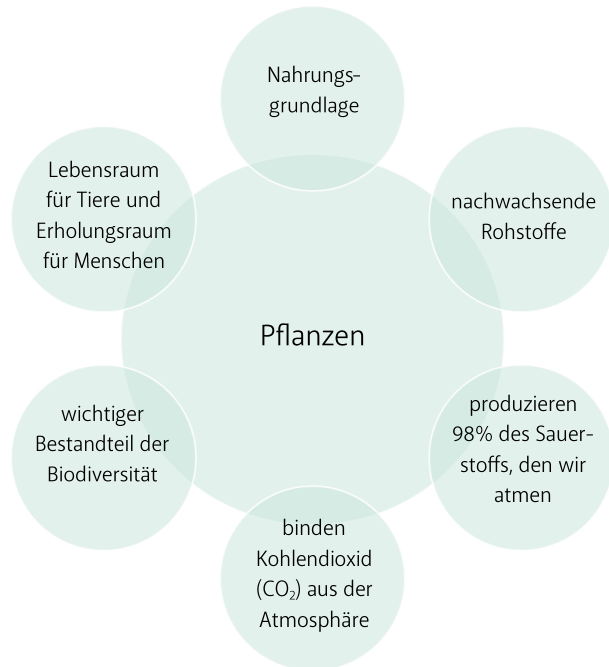 Nahrungs-
grundlage
nachwachsende
Rohstoffe
produzieren
98% des Sauer-
stoffs, den wir
atmen
binden
Kohlendioxid
(CO₂) aus der
Atmosphäre
wichtiger
Bestandteil der
Biodiversität
Lebensraum
für Tiere und
Erholungsraum
für Menschen
Pflanzen